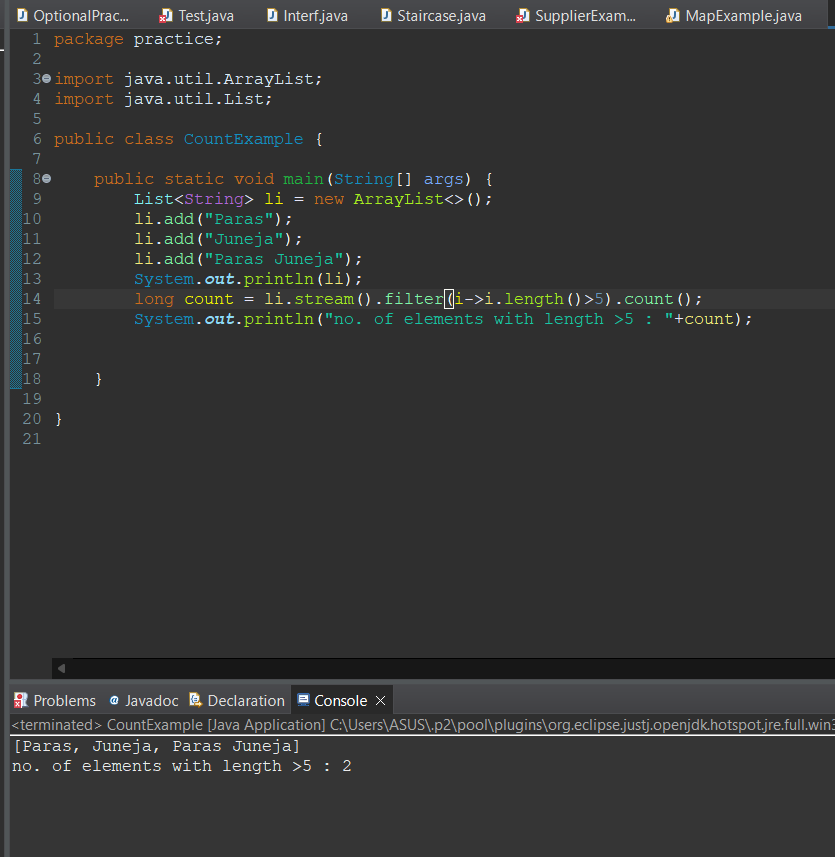 OptionalPrac... Test.java Interf.java Staircase.java SupplierExam... MapExample.java
1 package practice;
2
3 import java.util.ArrayList;
4 import java.util.List;
5
6 public class CountExample {
7
8 public static void main(String[] args) {
9 List<String> li = new ArrayList<>();
10 li.add("Paras");
11 li.add("Juneja");
12 li.add("Paras Juneja");
13 System.out.println(li);
14 long count = li.stream().filter(i->i.length()>5).count();
15 System.out.println("no. of elements with length >5 : "+count);
16
17
18 }
19
20 }
21
Problems Javadoc Declaration Console
<terminated> CountExample [Java Application] C:\Users\ASUS\.p2\pool\plugins\org.eclipse.justj.openjdk.hotspot.jre.full.win3
[Paras, Juneja, Paras Juneja]
no. of elements with length >5 : 2